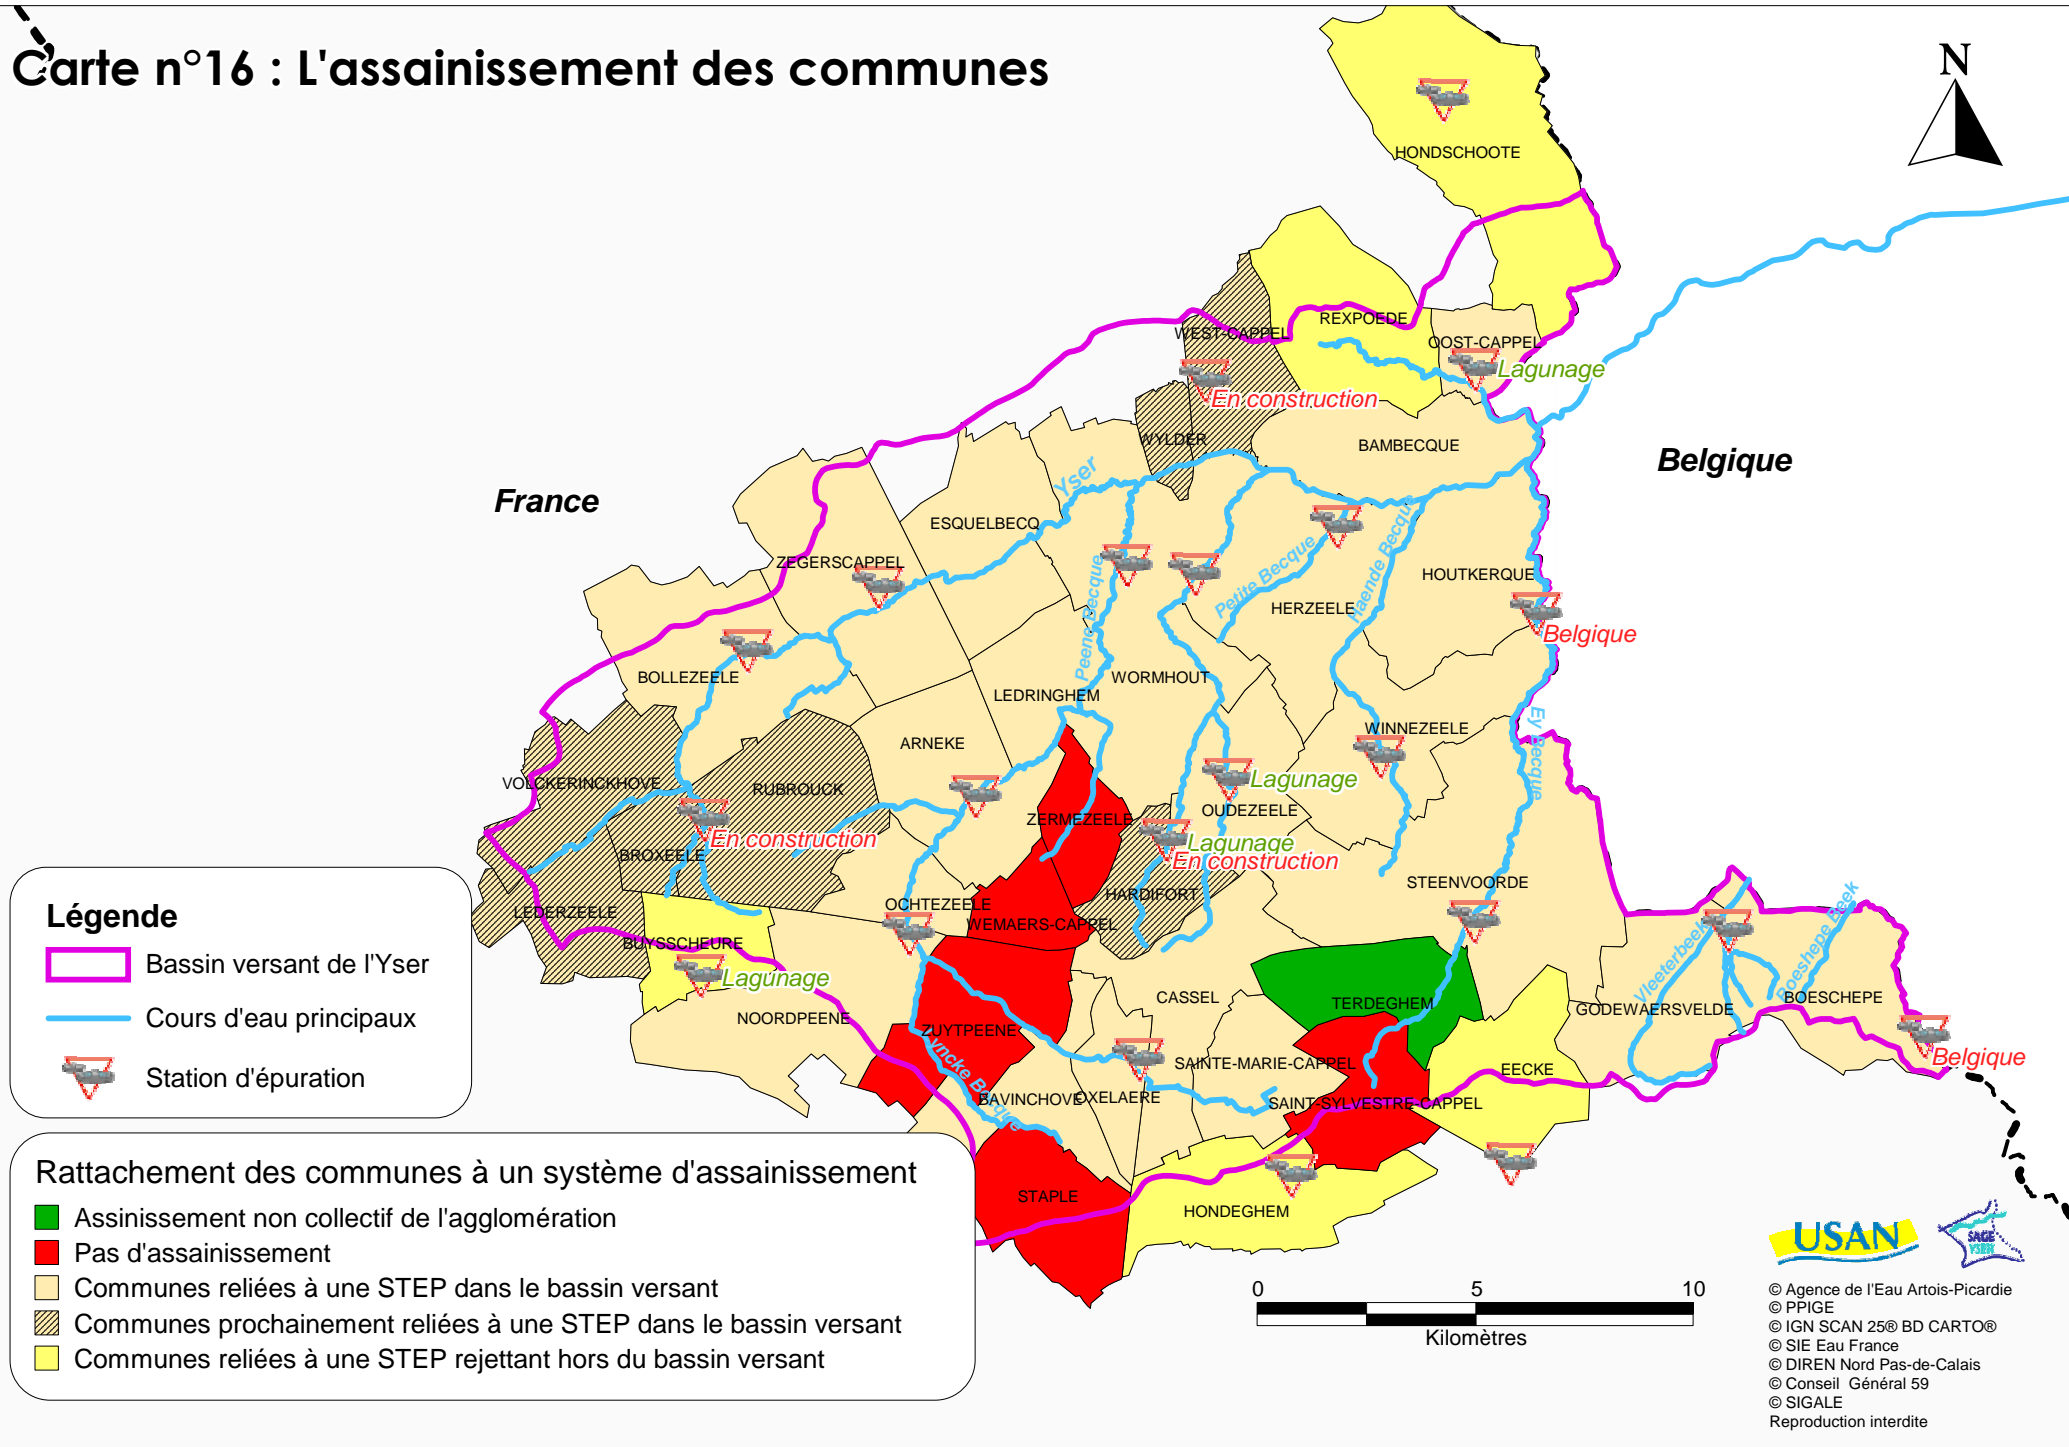 Carte n°16 : L'assainissement des communes
N
HONDSCHOOTE
REXPOEDE
WEST-CAPPEL
OOST-CAPPEL
Lagunage
En construction
WYLDER
BAMBECQUE
Belgique
France
Yser
ESQUELBECQ
ZEGERSCAPPEL
Peene Becque
Petite Becque
Haende Becque
HOUTKERQUE
HERZEELE
Belgique
BOLLEZEELE
WORMHOUT
LEDRINGHEM
Ey Becque
WINNEZEELE
ARNEKE
VOLCKERINCKHOVE
RUBROUCK
Lagunage
OUDEZEELE
ZERMEZEELE
En construction
Lagunage
En construction
BROXEELE
HARDIFORT
STEENVOORDE
OCHTEZEELE
LEDERZEELE
WEMAERS-CAPPEL
BUYSSCHEURE
Lagunage
Vleeterbeek
Boeshepe Beek
CASSEL
TERDEGHEM
GODEWAERSVELDE
BOESCHEPE
NOORDPEENE
ZUYTPEENE
Lyncke Becque
SAINTE-MARIE-CAPPEL
EECKE
Belgique
BAVINCHOVE
OXELAERE
SAINT-SYLVESTRE-CAPPEL
STAPLE
HONDEGHEM
Légende
Bassin versant de l'Yser
Cours d'eau principaux
Station d'épuration
Rattachement des communes à un système d'assainissement
Assinissement non collectif de l'agglomération
Pas d'assainissement
Communes reliées à une STEP dans le bassin versant
Communes prochainement reliées à une STEP dans le bassin versant
Communes reliées à une STEP rejettant hors du bassin versant
0 5 10
Kilomètres
USAN
SAGE
YSER
© Agence de l'Eau Artois-Picardie
© PPIGE
© IGN SCAN 25® BD CARTO®
© SIE Eau France
© DIREN Nord Pas-de-Calais
© Conseil Général 59
© SIGALE
Reproduction interdite